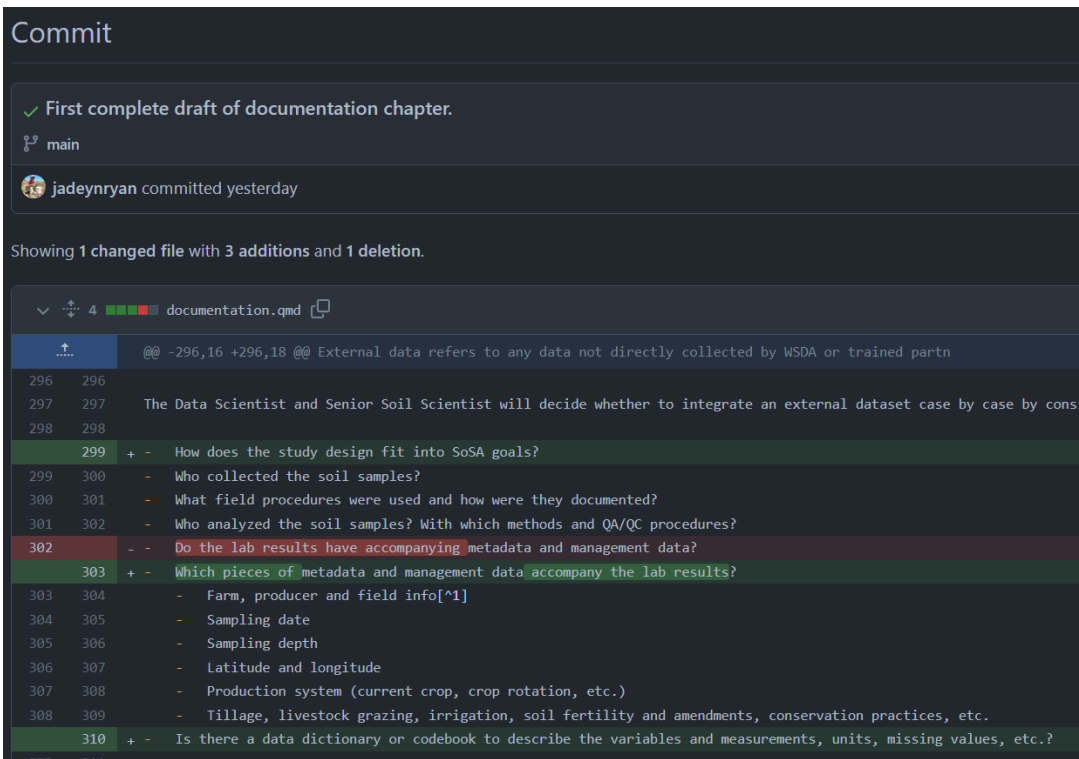 Commit
First complete draft of documentation chapter.
main
jadeynryan committed yesterday
Showing 1 changed file with 3 additions and 1 deletion.
4 documentation.qmd
@@ -296,16 +296,18 @@ External data refers to any data not directly collected by WSDA or trained partn
296 296
297 297 The Data Scientist and Senior Soil Scientist will decide whether to integrate an external dataset case by case by cons
298 298
299 + - How does the study design fit into SoSA goals?
299 300 - Who collected the soil samples?
300 301 - What field procedures were used and how were they documented?
301 302 - Who analyzed the soil samples? With which methods and QA/QC procedures?
302 - - Do the lab results have accompanying metadata and management data?
303 + - Which pieces of metadata and management data accompany the lab results?
303 304 - Farm, producer and field info[^1]
304 305 - Sampling date
305 306 - Sampling depth
306 307 - Latitude and longitude
307 308 - Production system (current crop, crop rotation, etc.)
308 309 - Tillage, livestock grazing, irrigation, soil fertility and amendments, conservation practices, etc.
310 + - Is there a data dictionary or codebook to describe the variables and measurements, units, missing values, etc.?